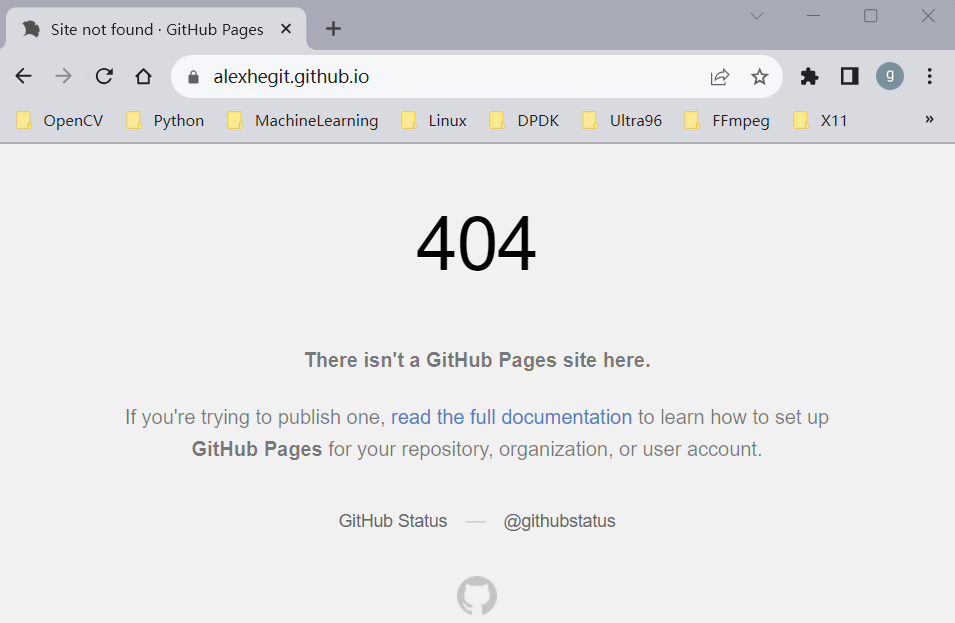 Site not found · GitHub Pages
alexhegit.github.io
g
OpenCV Python MachineLearning Linux DPDK Ultra96 FFmpeg X11 »
404
There isn't a GitHub Pages site here.
If you're trying to publish one, read the full documentation to learn how to set up
GitHub Pages for your repository, organization, or user account.
GitHub Status — @githubstatus